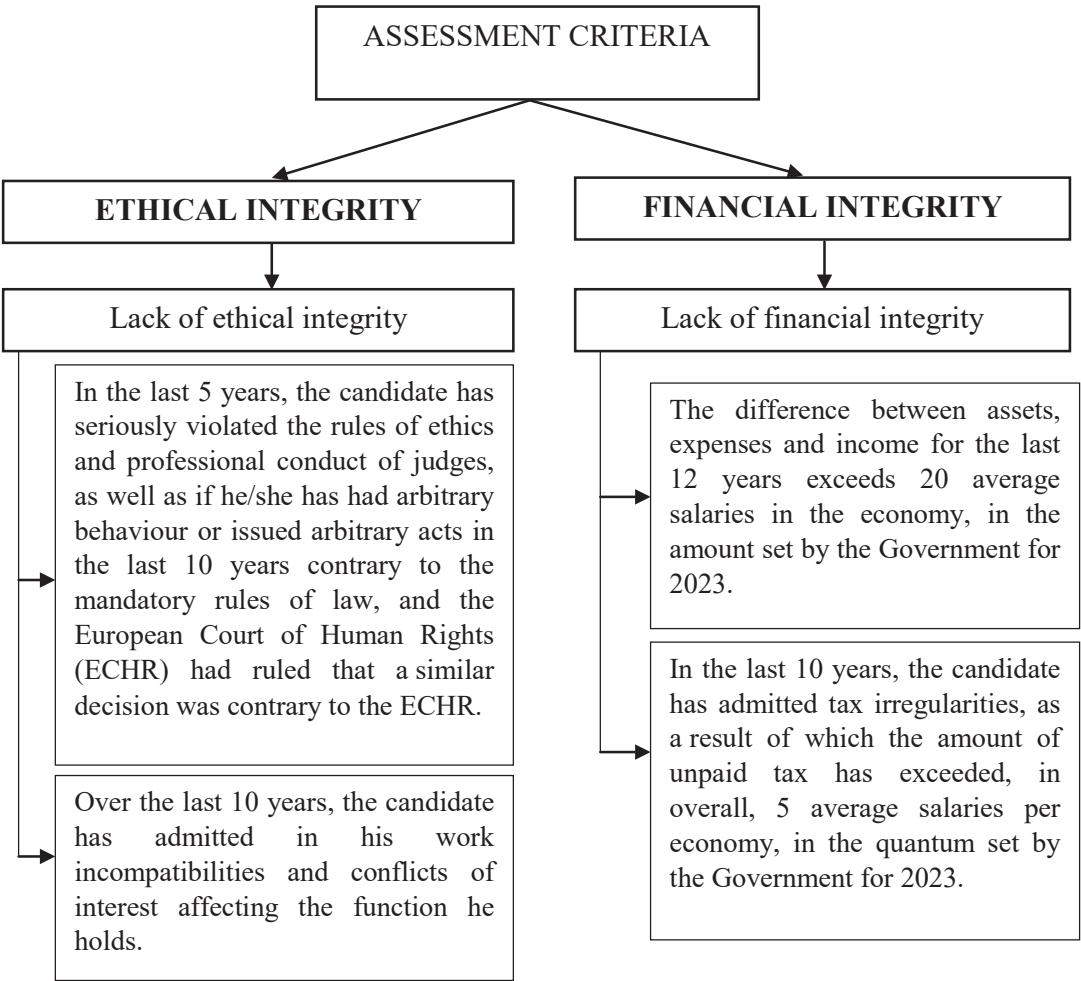 ASSESSMENT CRITERIA
ETHICAL INTEGRITY
Lack of ethical integrity
In the last 5 years, the candidate has
seriously violated the rules of ethics
and professional conduct of judges,
as well as if he/she has had arbitrary
behaviour or issued arbitrary acts in
the last 10 years contrary to the
mandatory rules of law, and the
European Court of Human Rights
(ECHR) had ruled that a similar
decision was contrary to the ECHR.
Over the last 10 years, the candidate
has admitted in his work
incompatibilities and conflicts of
interest affecting the function he
holds.
FINANCIAL INTEGRITY
Lack of financial integrity
The difference between assets,
expenses and income for the last
12 years exceeds 20 average
salaries in the economy, in the
amount set by the Government for
2023.
In the last 10 years, the candidate
has admitted tax irregularities, as
a result of which the amount of
unpaid tax has exceeded, in
overall, 5 average salaries per
economy, in the quantum set by
the Government for 2023.